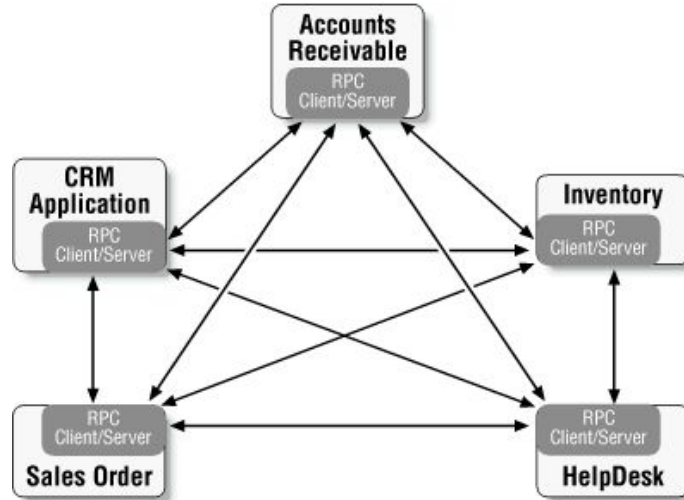 Accounts
Receivable
RPC
Client/Server
CRM
Application
RPC
Client/Server
Inventory
RPC
Client/Server
RPC
Client/Server
Sales Order
RPC
Client/Server
HelpDesk